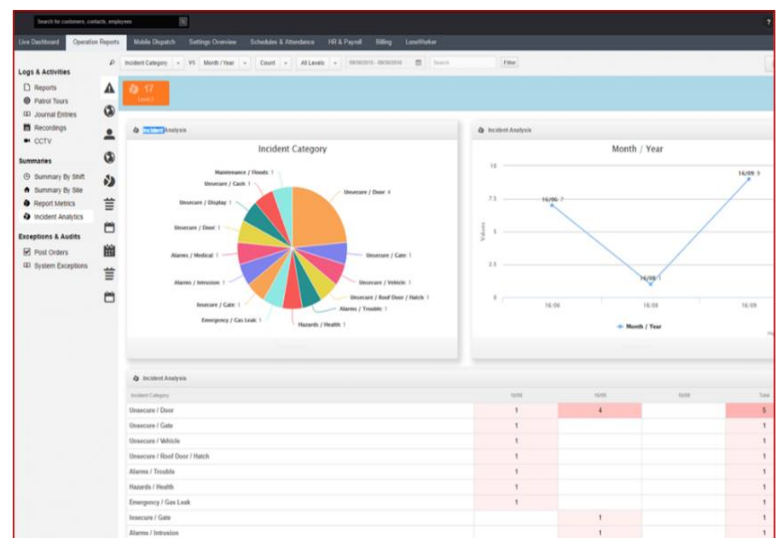 Search for customers, contacts, employees
?
Live Dashboard Operation Reports Mobile Dispatch Settings Overview Schedules & Attendance HR & Payroll Billing LoneWorker
Incident Category VS Month / Year Count All Levels Search Filter
Logs & Activities
Reports
Patrol Tours
Journal Entries
Recordings
CCTV
Summaries
Summary By Shift
Summary By Site
Report Metrics
Incident Analytics
Exceptions & Audits
Post Orders
System Exceptions
17
Incident Analysis
Incident Category
Maintenance / Floods 1
Unsecure / Cash 1
Unsecure / Display 1
Unsecure / Door 1
Alarms / Medical 1
Alarms / Intrusion 1
Insecure / Gate 1
Emergency / Gas Leak 1
Hazards / Health 1
Alarms / Trouble 1
Unsecure / Roof Door / Hatch 1
Unsecure / Vehicle 1
Unsecure / Gate 1
Unsecure / Door 4
Incident Analysis
Month / Year
Values
10
7.5
5
2.5
0
16/06 7
16/08 1
16/09 9
16/08
16/09
Month / Year
Incident Analysis
Incident Category Total
Unsecure / Door 1 4 5
Unsecure / Gate 1 1
Unsecure / Vehicle 1 1
Unsecure / Roof Door / Hatch 1 1
Alarms / Trouble 1 1
Hazards / Health 1 1
Emergency / Gas Leak 1 1
Insecure / Gate 1 1
Alarms / Intrusion 1 1